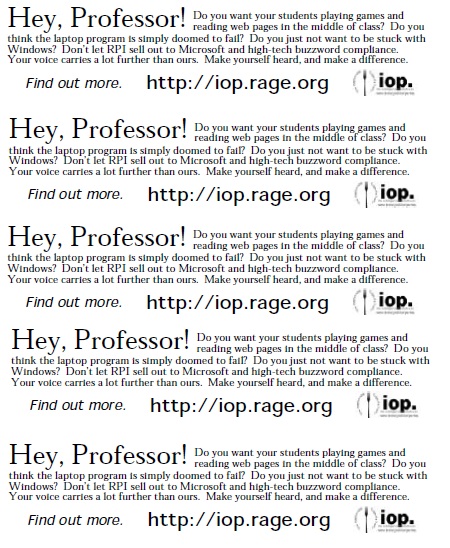 Hey, Professor! Do you want your students playing games and
reading web pages in the middle of class? Do you
think the laptop program is simply doomed to fail? Do you just not want to be stuck with
Windows? Don't let RPI sell out to Microsoft and high-tech buzzword compliance.
Your voice carries a lot further than ours. Make yourself heard, and make a difference.
Find out more. http://iop.rage.org iop.
Hey, Professor! Do you want your students playing games and
reading web pages in the middle of class? Do you
think the laptop program is simply doomed to fail? Do you just not want to be stuck with
Windows? Don't let RPI sell out to Microsoft and high-tech buzzword compliance.
Your voice carries a lot further than ours. Make yourself heard, and make a difference.
Find out more. http://iop.rage.org iop.
Hey, Professor! Do you want your students playing games and
reading web pages in the middle of class? Do you
think the laptop program is simply doomed to fail? Do you just not want to be stuck with
Windows? Don't let RPI sell out to Microsoft and high-tech buzzword compliance.
Your voice carries a lot further than ours. Make yourself heard, and make a difference.
Find out more. http://iop.rage.org iop.
Hey, Professor! Do you want your students playing games and
reading web pages in the middle of class? Do you
think the laptop program is simply doomed to fail? Do you just not want to be stuck with
Windows? Don't let RPI sell out to Microsoft and high-tech buzzword compliance.
Your voice carries a lot further than ours. Make yourself heard, and make a difference.
Find out more. http://iop.rage.org iop.
Hey, Professor! Do you want your students playing games and
reading web pages in the middle of class? Do you
think the laptop program is simply doomed to fail? Do you just not want to be stuck with
Windows? Don't let RPI sell out to Microsoft and high-tech buzzword compliance.
Your voice carries a lot further than ours. Make yourself heard, and make a difference.
Find out more. http://iop.rage.org iop.